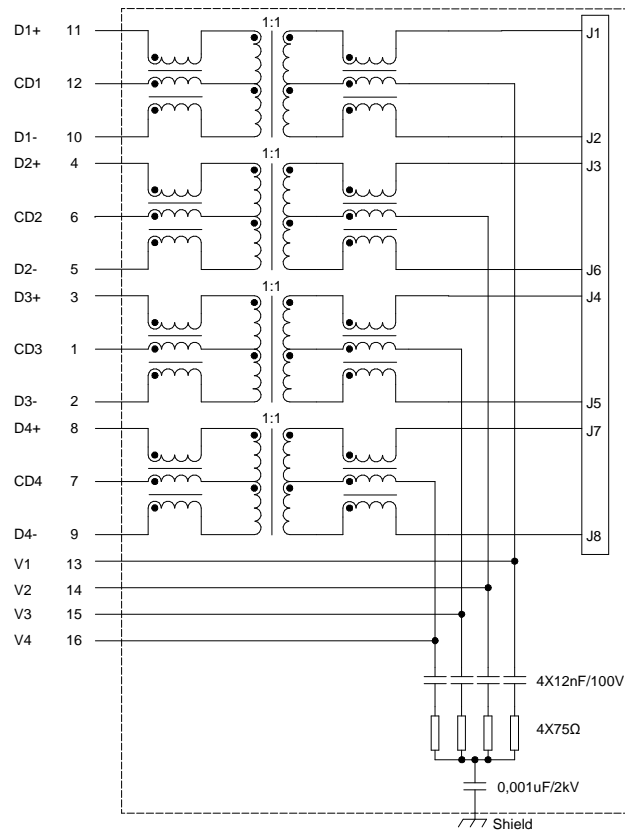 1:1
D1+ 11 J1
CD1 12
D1- 10 J2
1:1
D2+ 4 J3
CD2 6
D2- 5 J6
1:1
D3+ 3 J4
CD3 1
D3- 2 J5
1:1
D4+ 8 J7
CD4 7
D4- 9 J8
V1 13
V2 14
V3 15
V4 16
4X12nF/100V
4X75Ω
0,001uF/2kV
Shield